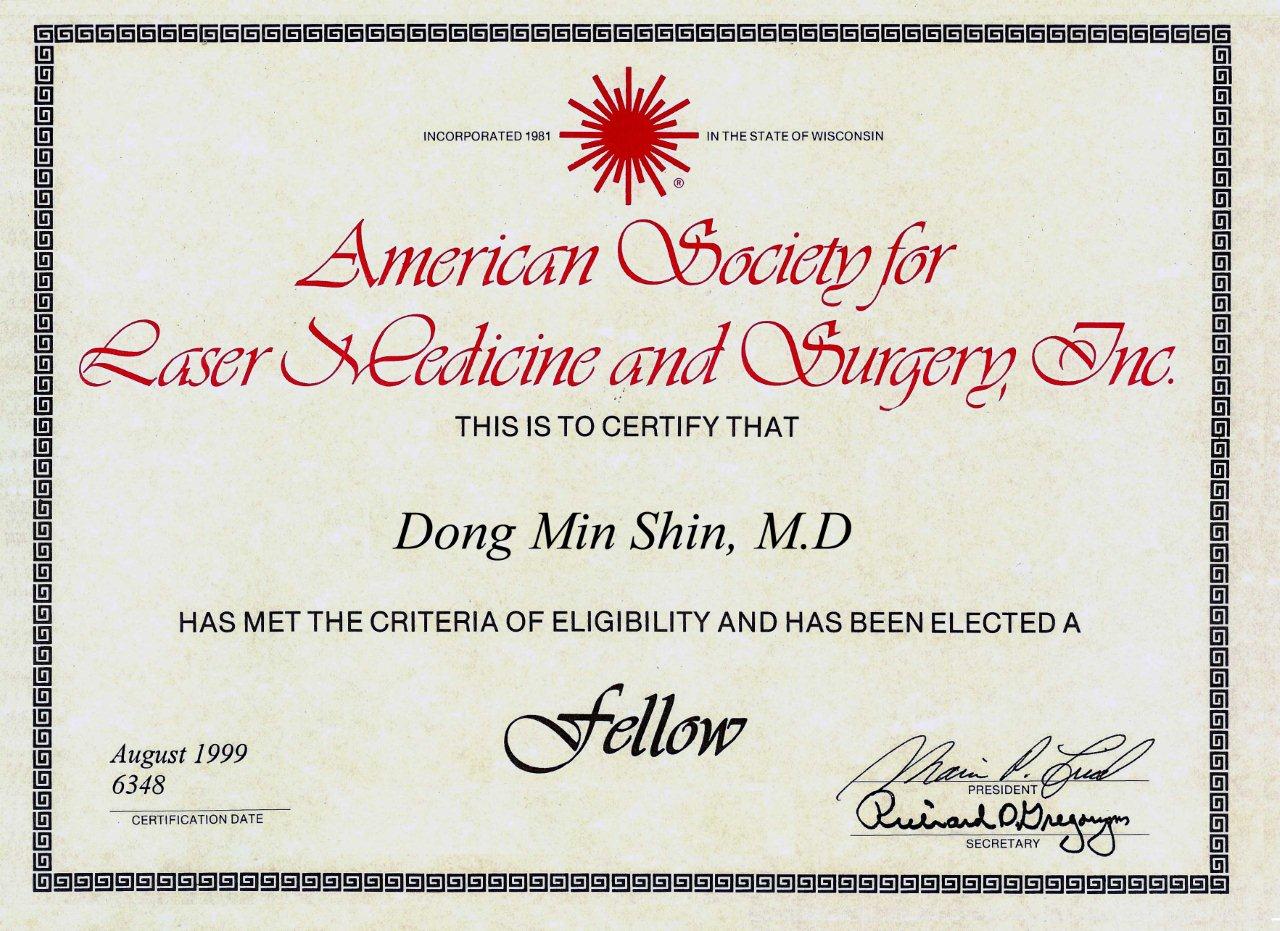 INCORPORATED 1981 IN THE STATE OF WISCONSIN
®
American Society for
Laser Medicine and Surgery, Inc.
THIS IS TO CERTIFY THAT
Dong Min Shin, M.D
HAS MET THE CRITERIA OF ELIGIBILITY AND HAS BEEN ELECTED A
Fellow
August 1999
6348
CERTIFICATION DATE
PRESIDENT
Richard O. Gregory
SECRETARY